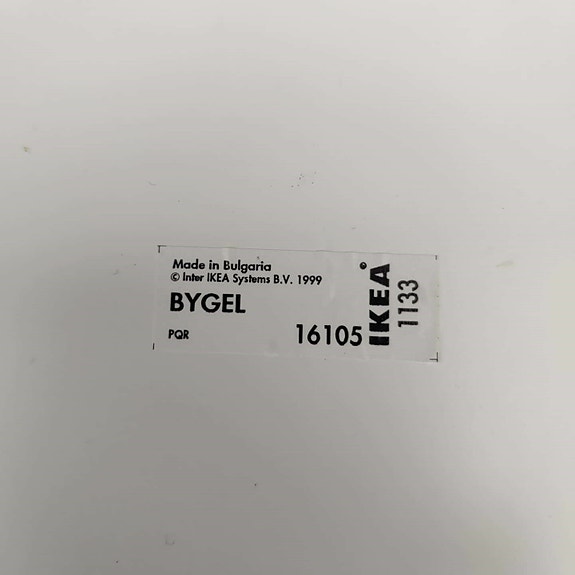 Made in Bulgaria
© Inter IKEA Systems B.V. 1999
BYGEL
PQR
16105
IKEA®
1133